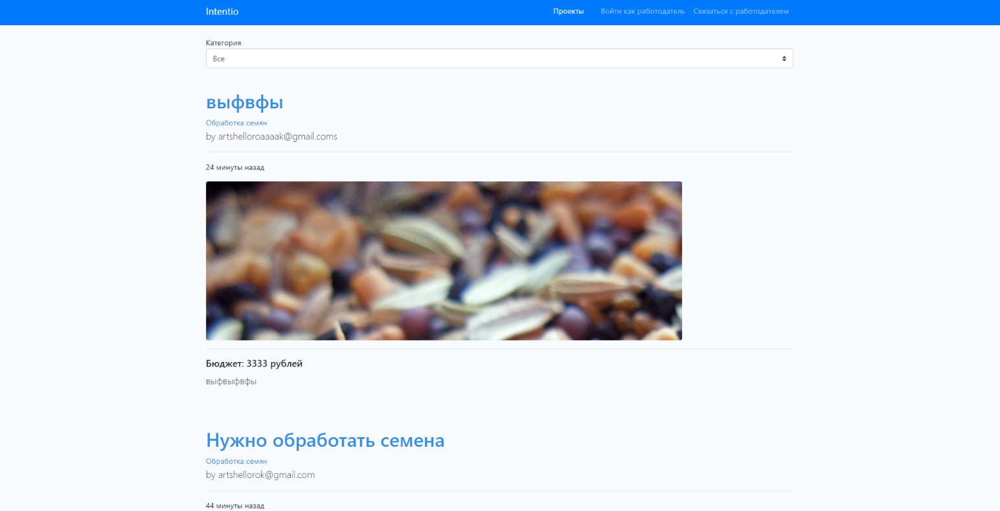 Intentio
Проекты Войти как работодатель Связаться с работодателем
Категория
Все
выфвфы
Обработка семян
by artshelloroaaaak@gmail.coms
24 минуты назад
Бюджет: 3333 рублей
выфвыфвфы
Нужно обработать семена
Обработка семян
by artshellorok@gmail.com
44 минуты назад